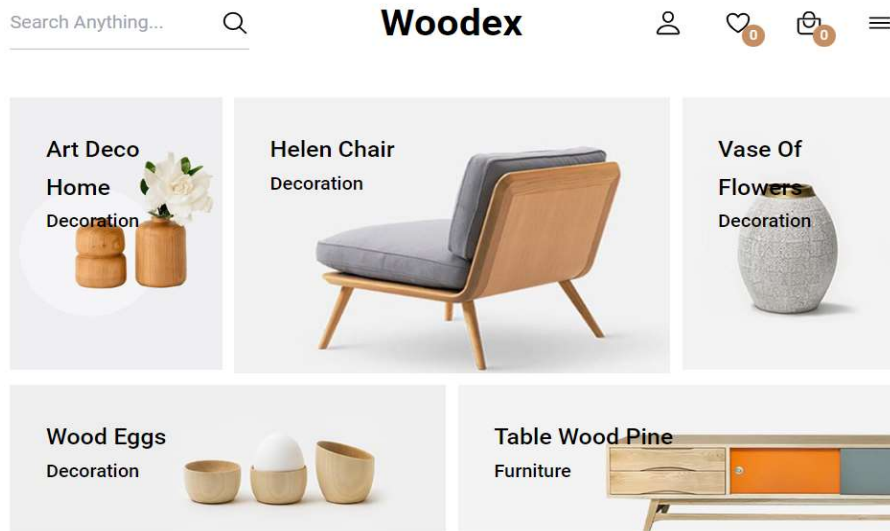 Search Anything...
Woodex
0
0
Art Deco
Home
Decoration
Helen Chair
Decoration
Vase Of
Flowers
Decoration
Wood Eggs
Decoration
Table Wood Pine
Furniture